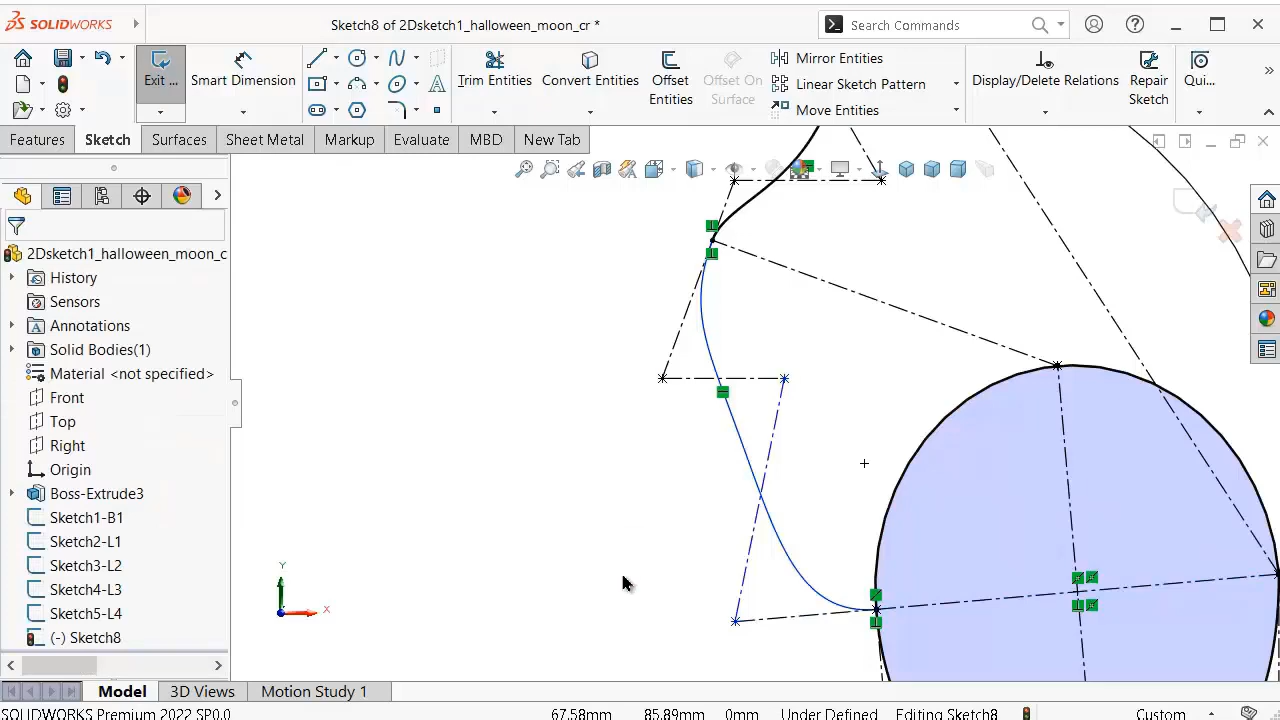 SOLIDWORKS
Sketch8 of 2Dsketch1_halloween_moon_cr *
Search Commands
Exit ...
Smart Dimension
Trim Entities
Convert Entities
Offset Entities
Offset On Surface
Mirror Entities
Linear Sketch Pattern
Move Entities
Display/Delete Relations
Repair Sketch
Qui...
Features
Sketch
Surfaces
Sheet Metal
Markup
Evaluate
MBD
New Tab
2Dsketch1_halloween_moon_c
History
Sensors
Annotations
Solid Bodies(1)
Material <not specified>
Front
Top
Right
Origin
Boss-Extrude3
Sketch1-B1
Sketch2-L1
Sketch3-L2
Sketch4-L3
Sketch5-L4
(-) Sketch8
Y
X
Model
3D Views
Motion Study 1
SOLIDWORKS Premium 2022 SP0.0
67.58mm
85.89mm
0mm
Under Defined
Editing Sketch8
Custom